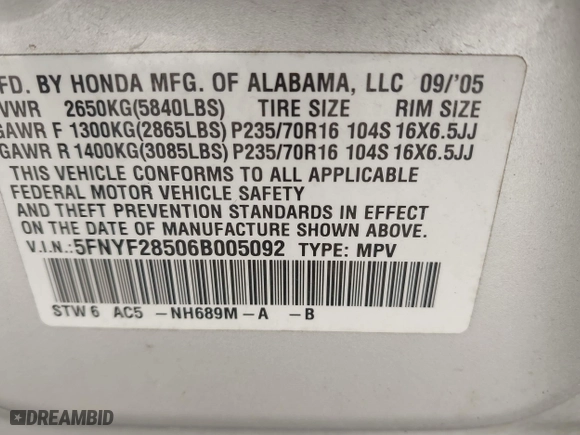 FD. BY HONDA MFG. OF ALABAMA, LLC 09/'05
VWR 2650KG(5840LBS) TIRE SIZE RIM SIZE
GAWR F 1300KG(2865LBS) P235/70R16 104S 16X6.5JJ
GAWR R 1400KG(3085LBS) P235/70R16 104S 16X6.5JJ
THIS VEHICLE CONFORMS TO ALL APPLICABLE
FEDERAL MOTOR VEHICLE SAFETY
AND THEFT PREVENTION STANDARDS IN EFFECT
ON THE DATE OF MANUFACTURE SHOWN ABOVE.
V.I.N.:5FNYF28506B005092 TYPE: MPV
STW 6 AC5 -NH689M-A -B
DREAMBID